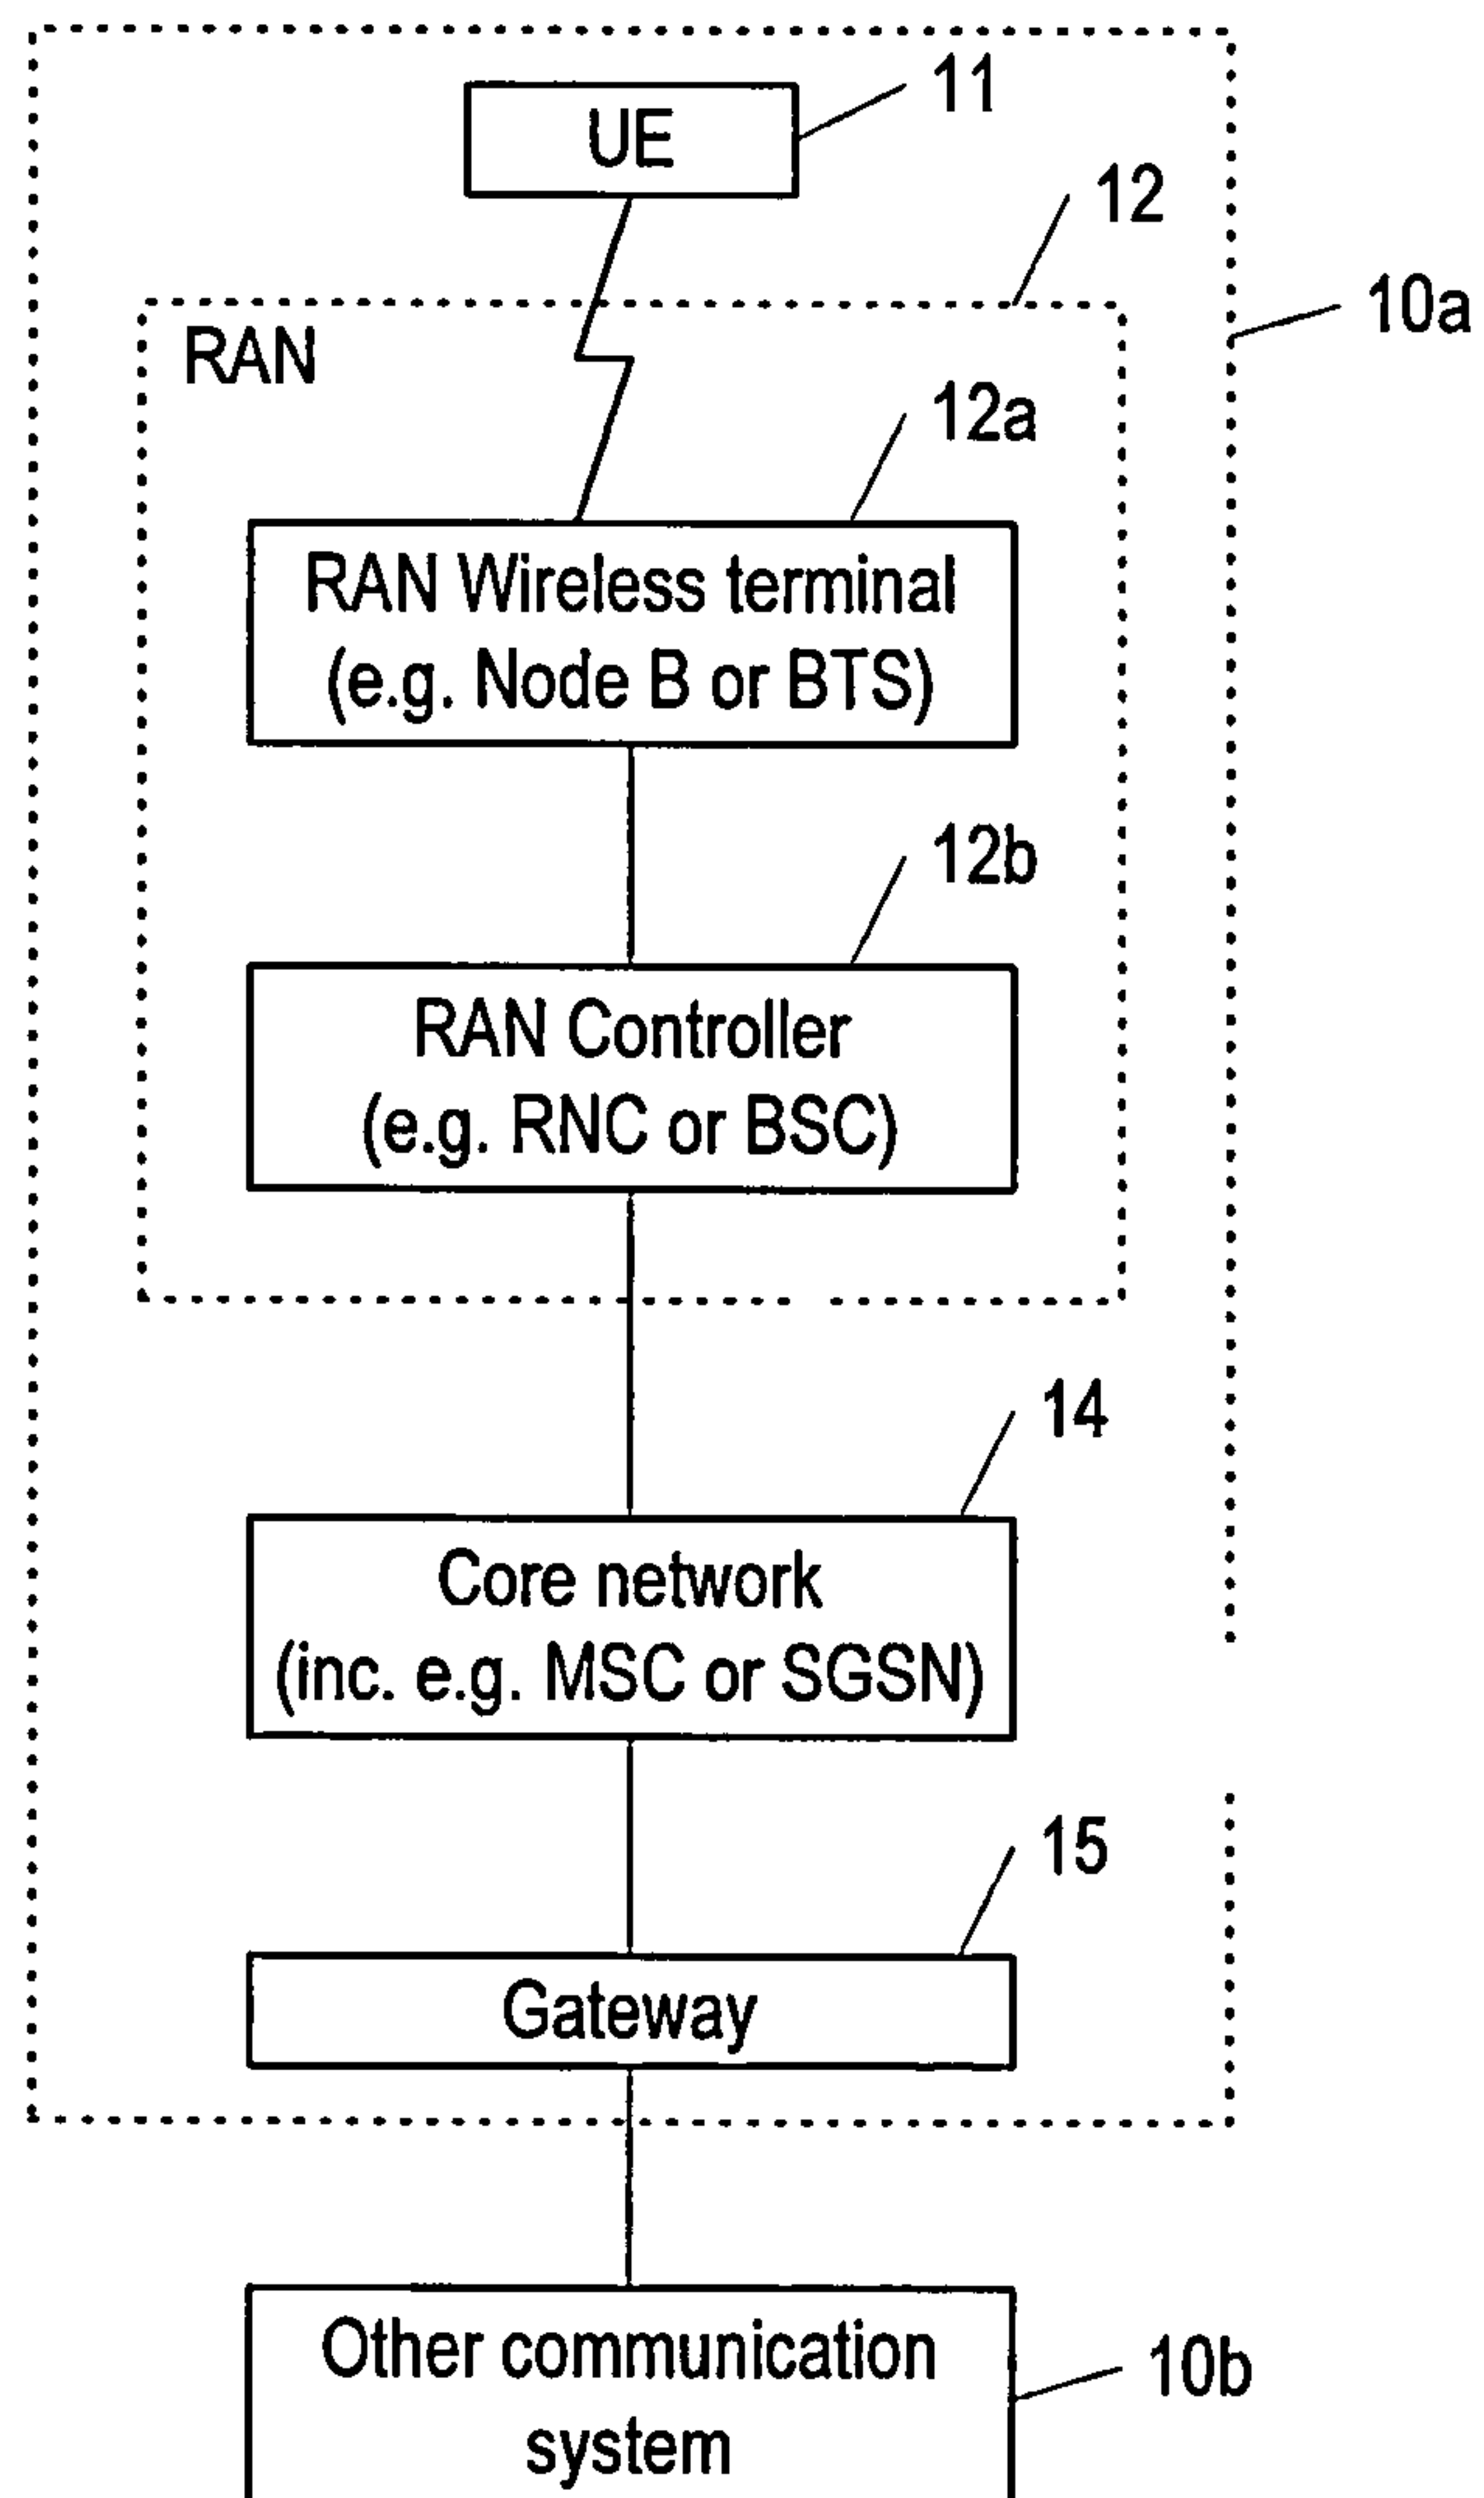 11
UE
12
10a
RAN
12a
RAN Wireless terminal
(e.g. Node B or BTS)
12b
RAN Controller
(e.g. RNC or BSC)
14
Core network
(inc. e.g. MSC or SGSN)
15
Gateway
Other communication
10b
system